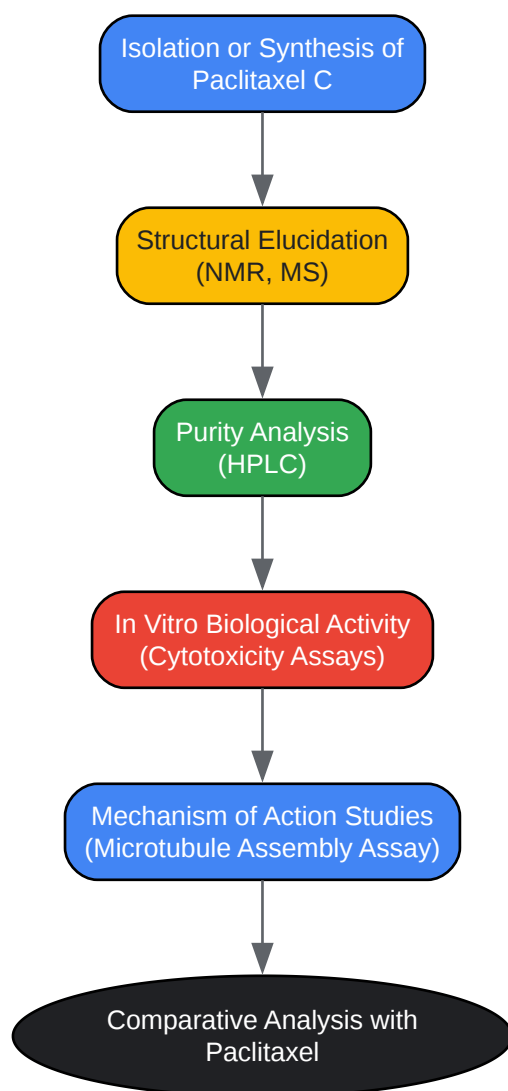 Isolation or Synthesis of
Paclitaxel C
Structural Elucidation
(NMR, MS)
Purity Analysis
(HPLC)
In Vitro Biological Activity
(Cytotoxicity Assays)
Mechanism of Action Studies
(Microtubule Assembly Assay)
Comparative Analysis with
Paclitaxel